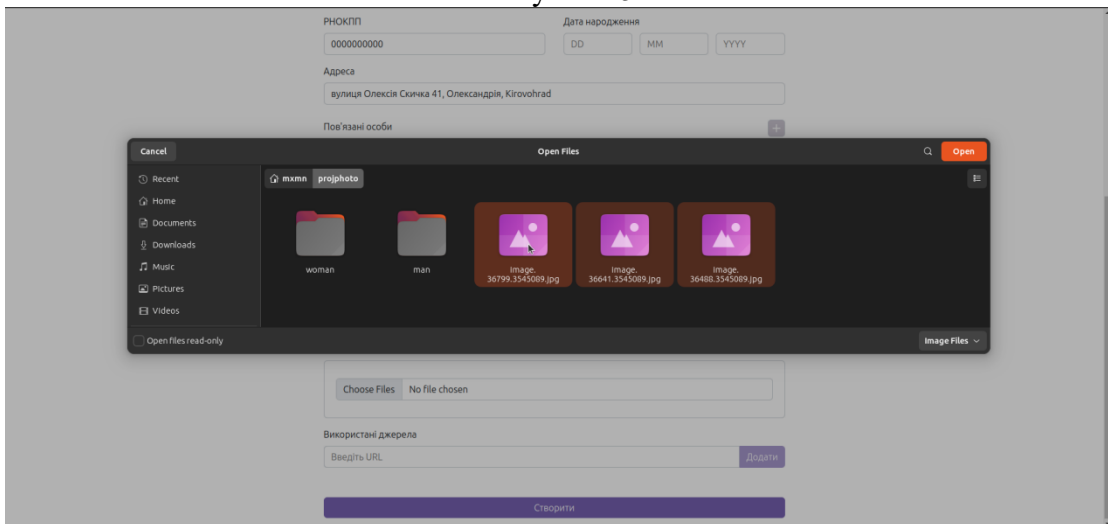 РНОКПП
Дата народження
0000000000
DD
MM
YYYY
Адреса
вулиця Олексія Скичка 41, Олександрія, Kirovohrad
Пов'язані особи
+
Cancel
Open Files
Open
Recent
Home
Documents
Downloads
Music
Pictures
Videos
mxmn
projphoto
woman
man
Image.
36799.3545089.jpg
Image.
36641.3545089.jpg
Image.
36488.3545089.jpg
Open files read-only
Image Files
Choose Files
No file chosen
Використані джерела
Введіть URL
Додати
Створити